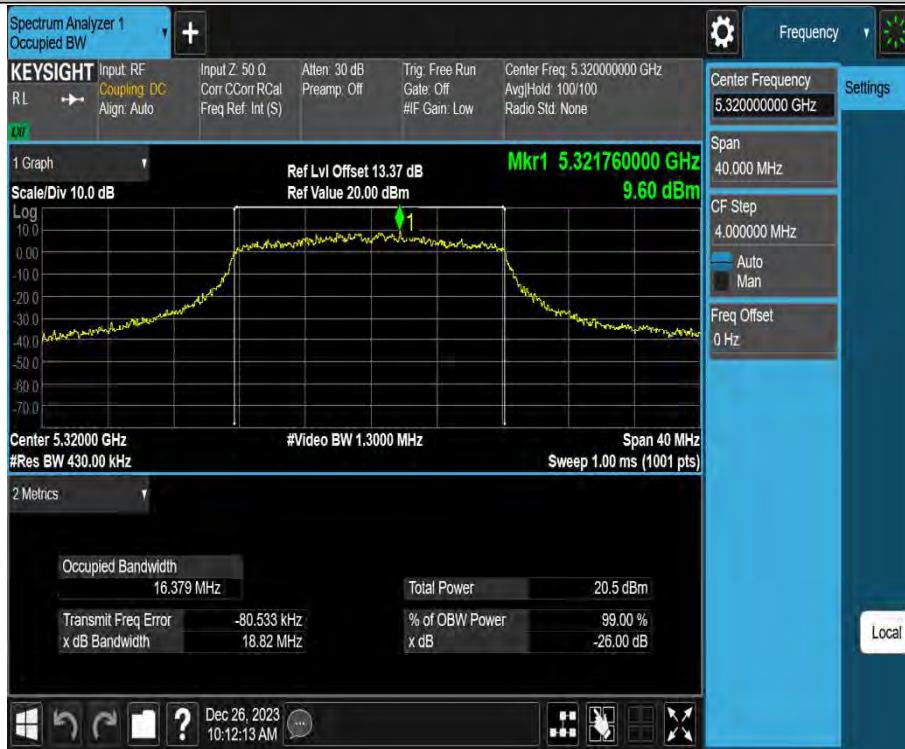 Spectrum Analyzer 1
Occupied BW
+
Frequency
KEYSIGHT
RL
LXI
Input: RF
Coupling: DC
Align: Auto
Input Z: 50 Ω
Corr CCorr RCal
Freq Ref: Int (S)
Atten: 30 dB
Preamp: Off
Trig: Free Run
Gate: Off
#IF Gain: Low
Center Freq: 5.320000000 GHz
Avg|Hold: 100/100
Radio Std: None
Center Frequency
5.320000000 GHz
Settings
Span
40.000 MHz
CF Step
4.000000 MHz
Auto
Man
Freq Offset
0 Hz
1 Graph
Scale/Div 10.0 dB
Ref Lvl Offset 13.37 dB
Ref Value 20.00 dBm
Mkr1 5.321760000 GHz
9.60 dBm
Log
10.0
0.00
-10.0
-20.0
-30.0
-40.0
-50.0
-60.0
-70.0
1
Center 5.32000 GHz
#Res BW 430.00 kHz
#Video BW 1.3000 MHz
Span 40 MHz
Sweep 1.00 ms (1001 pts)
2 Metrics
Occupied Bandwidth
16.379 MHz
Total Power 20.5 dBm
Transmit Freq Error -80.533 kHz
% of OBW Power 99.00 %
x dB Bandwidth 18.82 MHz
x dB -26.00 dB
Local
?
Dec 26, 2023
10:12:13 AM